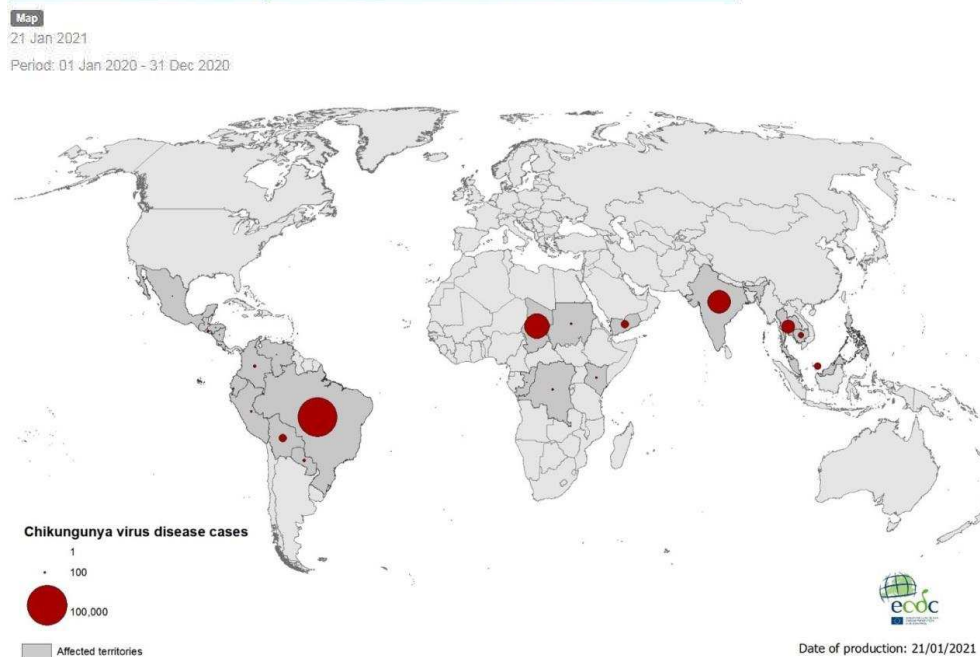 Map
21 Jan 2021
Period: 01 Jan 2020 - 31 Dec 2020
Chikungunya virus disease cases
1
100
100,000
Affected territories
ecdc
Date of production: 21/01/2021